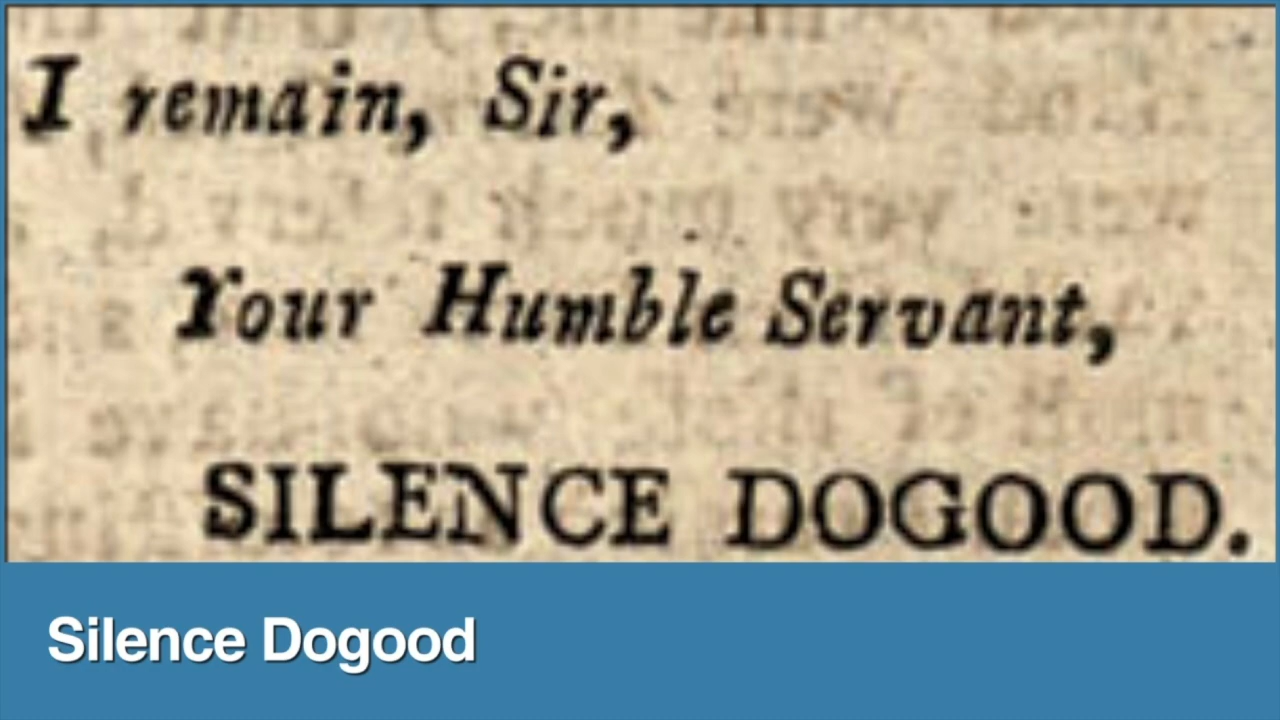 I remain, Sir,
Your Humble Servant,
SILENCE DOGOOD.
Silence Dogood